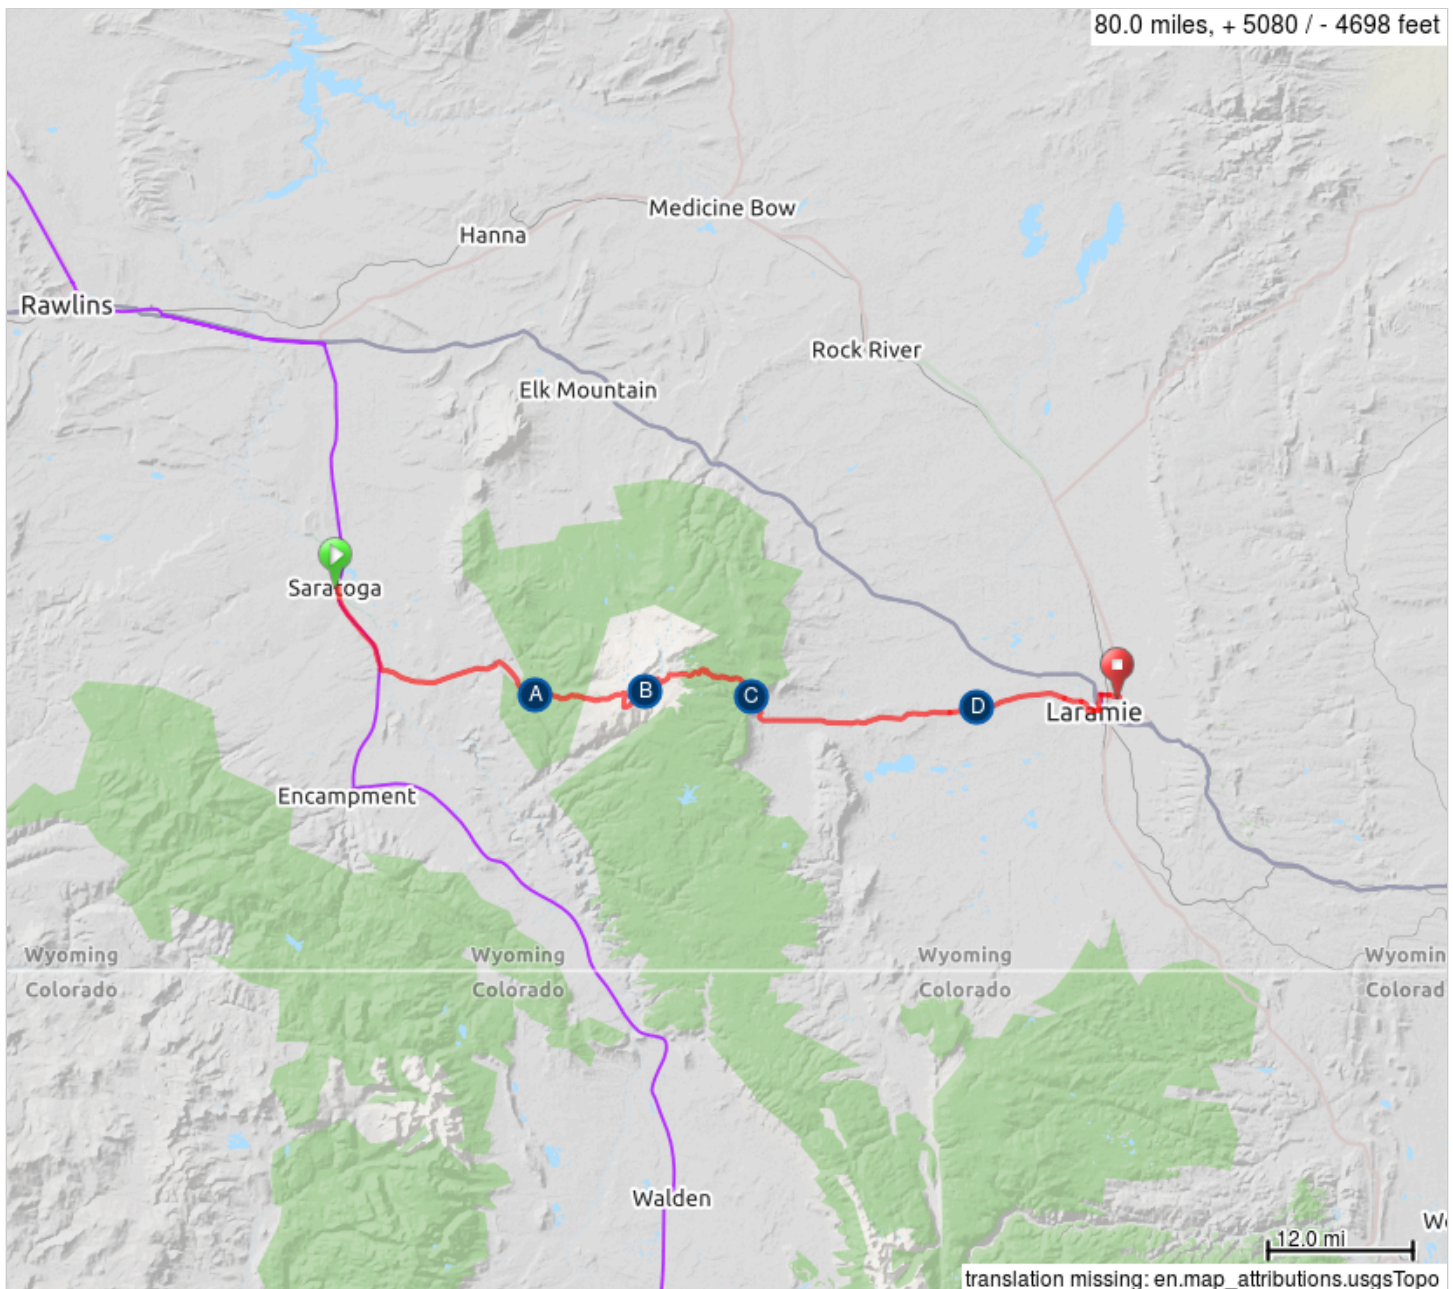 80.0 miles, + 5080 / - 4698 feet
Medicine Bow
Hanna
Rawlins
Rock River
Elk Mountain
Saratoga
A
B
C
D
Laramie
Encampment
Wyoming
Wyoming
Wyoming
Wyomin
Colorado
Colorado
Colorado
Colorad
Walden
12.0 mi
translation missing: en.map_attributions.usgsTopo